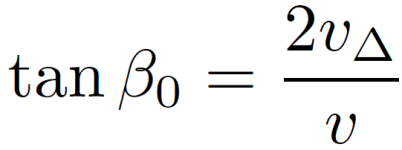 tan β₀ = 2v_Δ / v